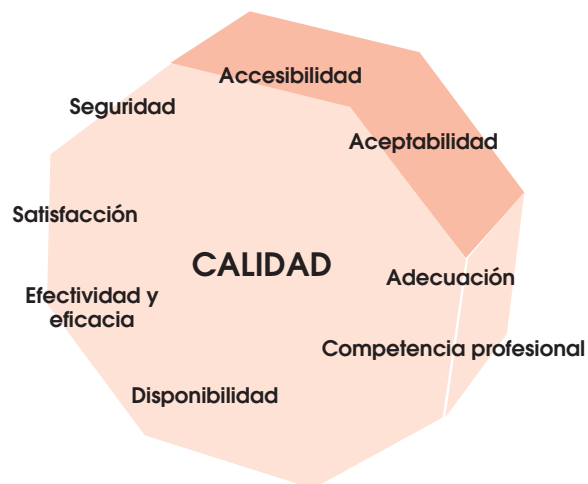 Accesibilidad
Seguridad
Aceptabilidad
Satisfacción
CALIDAD
Adecuación
Efectividad y
eficacia
Competencia profesional
Disponibilidad